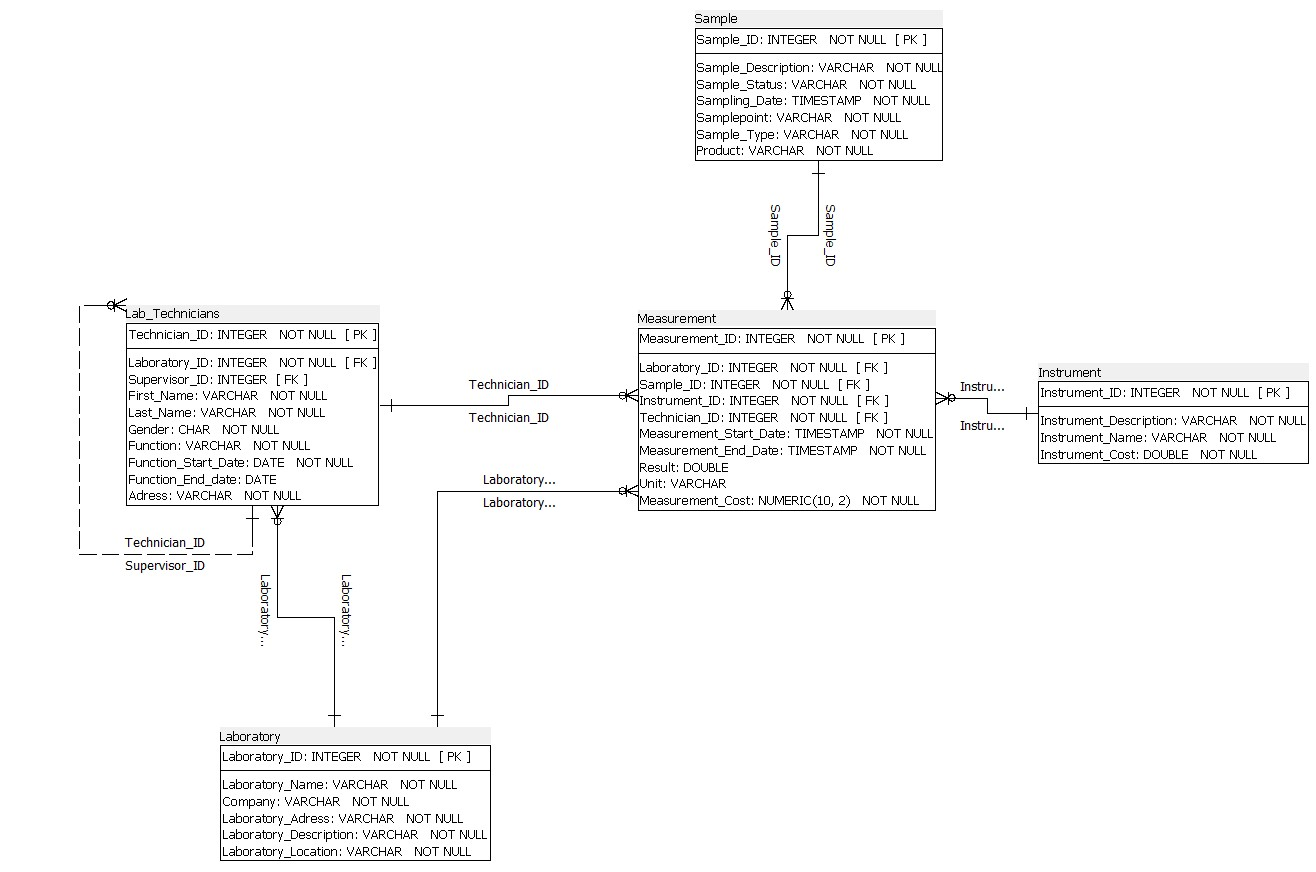 Sample
Sample_ID: INTEGER NOT NULL [ PK ]
Sample_Description: VARCHAR NOT NULL
Sample_Status: VARCHAR NOT NULL
Sampling_Date: TIMESTAMP NOT NULL
Samplepoint: VARCHAR NOT NULL
Sample_Type: VARCHAR NOT NULL
Product: VARCHAR NOT NULL
Sample_ID
Sample_ID
Lab_Technicians
Technician_ID: INTEGER NOT NULL [ PK ]
Laboratory_ID: INTEGER NOT NULL [ FK ]
Supervisor_ID: INTEGER [ FK ]
First_Name: VARCHAR NOT NULL
Last_Name: VARCHAR NOT NULL
Gender: CHAR NOT NULL
Function: VARCHAR NOT NULL
Function_Start_Date: DATE NOT NULL
Function_End_date: DATE
Adress: VARCHAR NOT NULL
Technician_ID
Technician_ID
Measurement
Measurement_ID: INTEGER NOT NULL [ PK ]
Laboratory_ID: INTEGER NOT NULL [ FK ]
Sample_ID: INTEGER NOT NULL [ FK ]
Instrument_ID: INTEGER NOT NULL [ FK ]
Technician_ID: INTEGER NOT NULL [ FK ]
Measurement_Start_Date: TIMESTAMP NOT NULL
Measurement_End_Date: TIMESTAMP NOT NULL
Result: DOUBLE
Unit: VARCHAR
Measurement_Cost: NUMERIC(10, 2) NOT NULL
Instru...
Instru...
Instrument
Instrument_ID: INTEGER NOT NULL [ PK ]
Instrument_Description: VARCHAR NOT NULL
Instrument_Name: VARCHAR NOT NULL
Instrument_Cost: DOUBLE NOT NULL
Laboratory...
Laboratory...
Technician_ID
Supervisor_ID
Laboratory...
Laboratory...
Laboratory
Laboratory_ID: INTEGER NOT NULL [ PK ]
Laboratory_Name: VARCHAR NOT NULL
Company: VARCHAR NOT NULL
Laboratory_Adress: VARCHAR NOT NULL
Laboratory_Description: VARCHAR NOT NULL
Laboratory_Location: VARCHAR NOT NULL